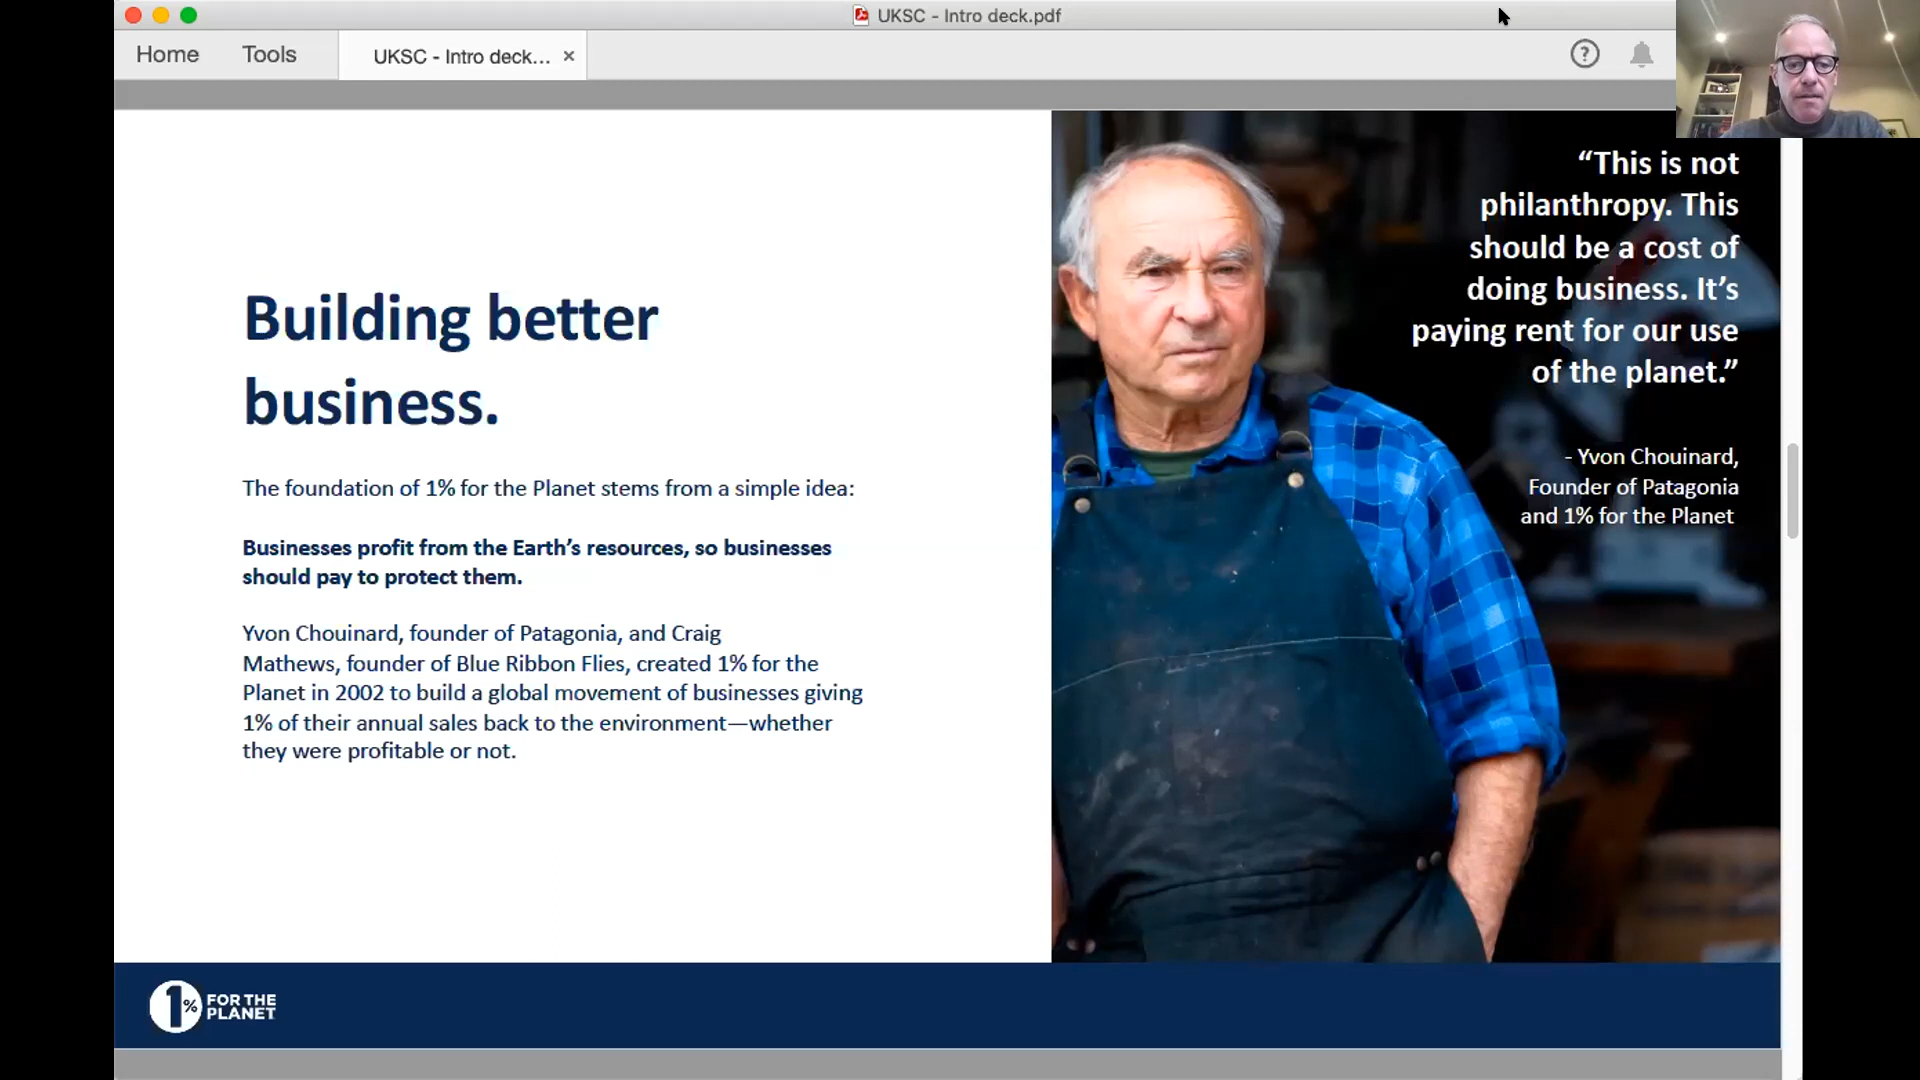 UKSC - Intro deck.pdf
Home
Tools
UKSC - Intro deck...
“This is not
philanthropy. This
should be a cost of
doing business. It’s
paying rent for our use
of the planet.”
- Yvon Chouinard,
Founder of Patagonia
and 1% for the Planet
Building better
business.
The foundation of 1% for the Planet stems from a simple idea:
Businesses profit from the Earth’s resources, so businesses
should pay to protect them.
Yvon Chouinard, founder of Patagonia, and Craig
Mathews, founder of Blue Ribbon Flies, created 1% for the
Planet in 2002 to build a global movement of businesses giving
1% of their annual sales back to the environment—whether
they were profitable or not.
1% FOR THE
PLANET